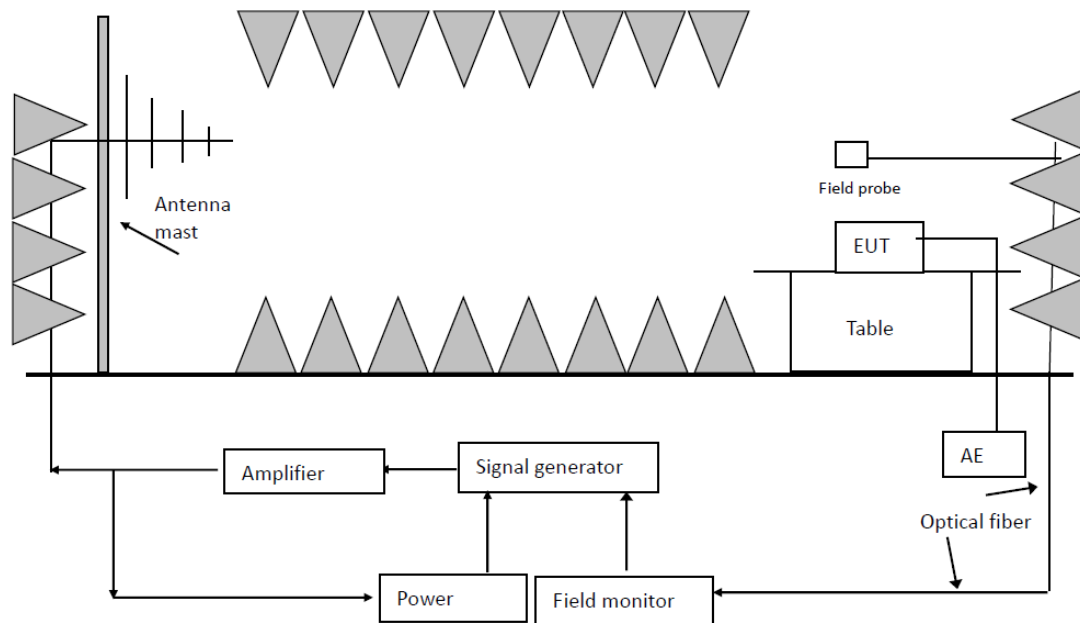 Antenna
mast
Field probe
EUT
Table
Amplifier
Signal generator
AE
Optical fiber
Power
Field monitor